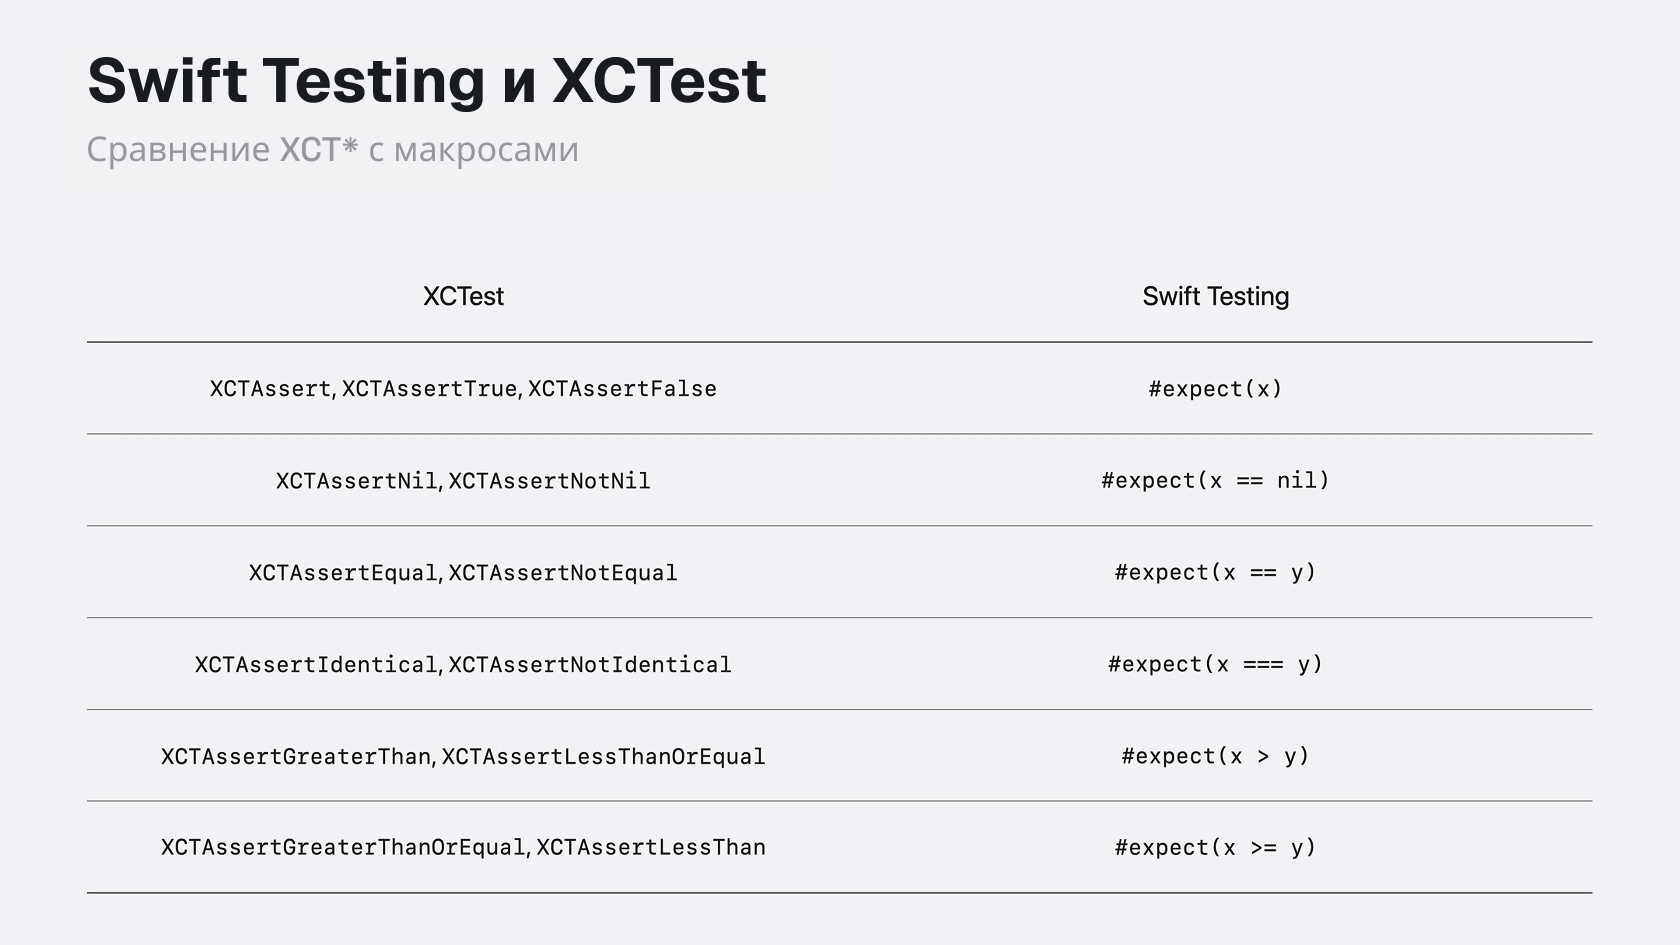 Swift Testing и XCTest
Сравнение XCT* с макросами
XCTest Swift Testing
XCTAssert, XCTAssertTrue, XCTAssertFalse #expect(x)
XCTAssertNil, XCTAssertNotNil #expect(x == nil)
XCTAssertEqual, XCTAssertNotEqual #expect(x == y)
XCTAssertIdentical, XCTAssertNotIdentical #expect(x === y)
XCTAssertGreaterThan, XCTAssertLessThanOrEqual #expect(x > y)
XCTAssertGreaterThanOrEqual, XCTAssertLessThan #expect(x >= y)